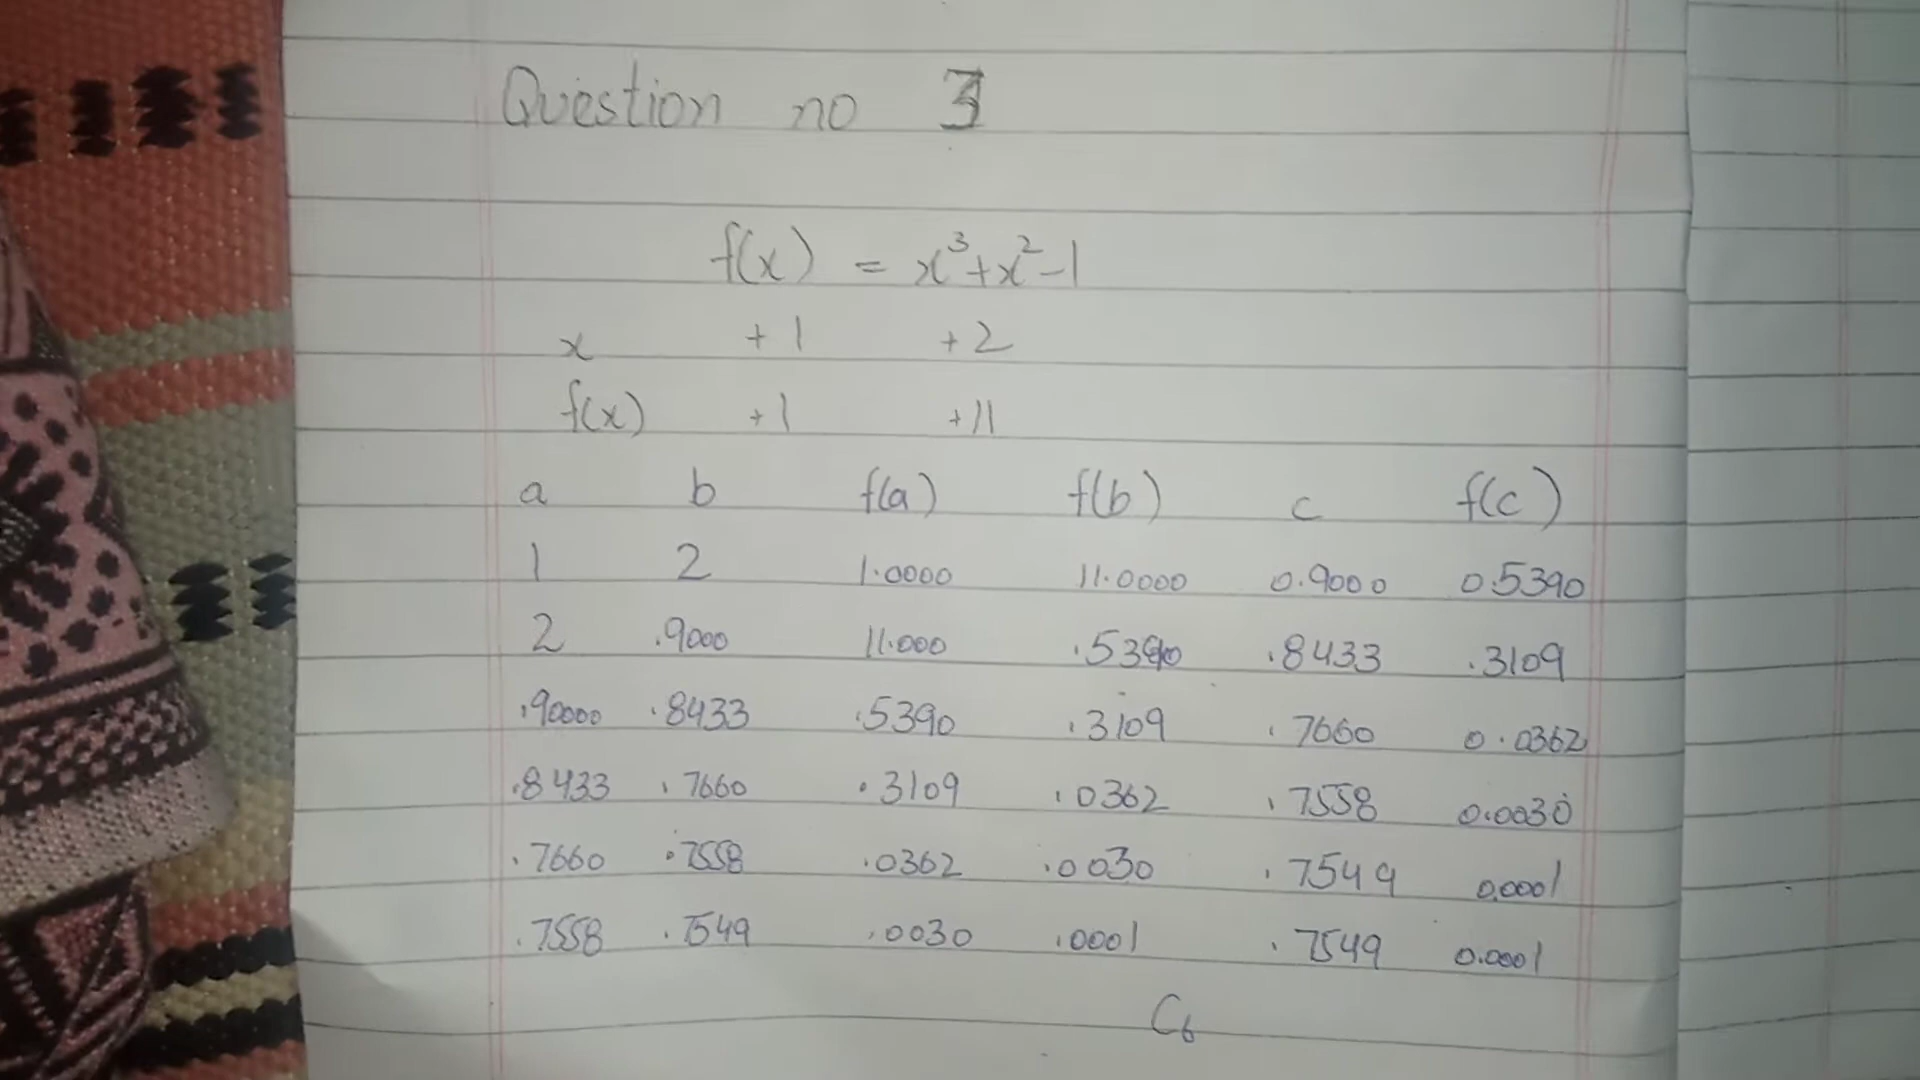 Question no 3
f(x) = x³+x²-1
x +1 +2
f(x) +1 +11
a b f(a) f(b) c f(c)
1 2 1.0000 11.0000 0.9000 0.5390
2 .9000 11.000 .5390 .8433 .3109
.90000 .8433 .5390 .3109 .7660 0.0362
.8433 .7660 .3109 .0362 .7558 0.0030
.7660 .7558 .0362 .0030 .7549 0.0001
.7558 .7549 .0030 .0001 .7549 0.0001
C₆